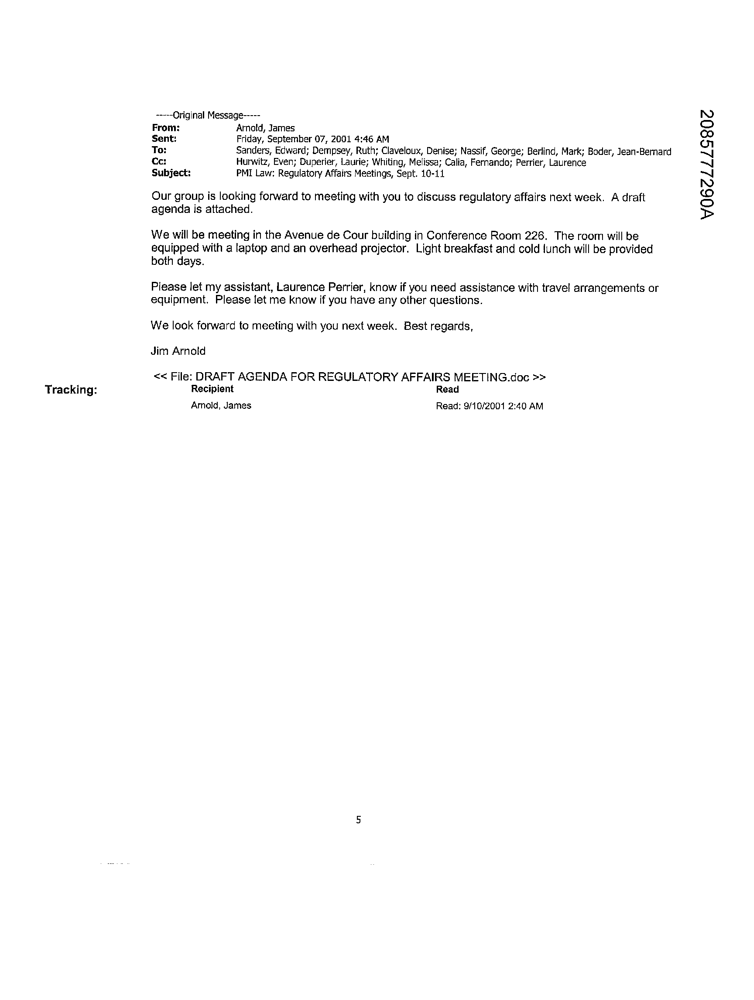 -----Original Message-----
From: Arnold, James
Sent: Friday, September 07, 2001 4:46 AM
To: Sanders, Edward; Dempsey, Ruth; Claveloux, Denise; Nassif, George; Berlind, Mark; Boder, Jean-Bernard
Cc: Hurwitz, Even; Duperier, Laurie; Whiting, Melissa; Calia, Fernando; Perrier, Laurence
Subject: PMI Law: Regulatory Affairs Meetings, Sept. 10-11
Our group is looking forward to meeting with you to discuss regulatory affairs next week. A draft
agenda is attached.
We will be meeting in the Avenue de Cour building in Conference Room 226. The room will be
equipped with a laptop and an overhead projector. Light breakfast and cold lunch will be provided
both days.
Please let my assistant, Laurence Perrier, know if you need assistance with travel arrangements or
equipment. Please let me know if you have any other questions.
We look forward to meeting with you next week. Best regards,
Jim Arnold
<< File: DRAFT AGENDA FOR REGULATORY AFFAIRS MEETING.doc >>
Tracking: Recipient Read
Arnold, James Read: 9/10/2001 2:40 AM
5
2085777290A